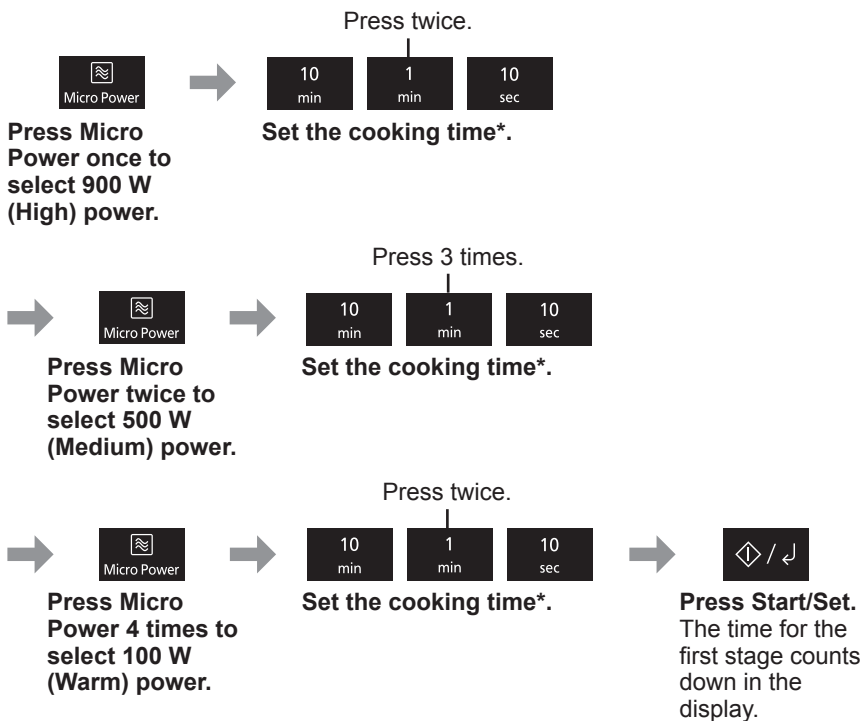 Press twice.
Micro Power
10 min
1 min
10 sec
Press Micro
Power once to
select 900 W
(High) power.
Set the cooking time*.
Press 3 times.
Micro Power
10 min
1 min
10 sec
Press Micro
Power twice to
select 500 W
(Medium) power.
Set the cooking time*.
Press twice.
Micro Power
10 min
1 min
10 sec
Press Micro
Power 4 times to
select 100 W
(Warm) power.
Set the cooking time*.
Press Start/Set.
The time for the
first stage counts
down in the
display.